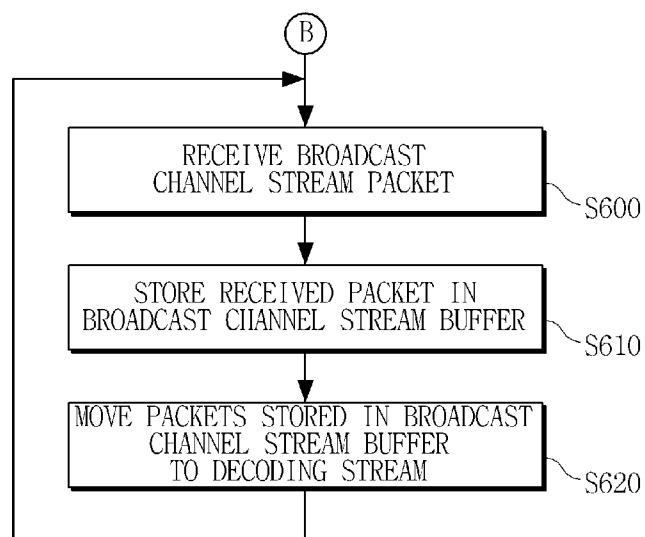 B
RECEIVE BROADCAST
CHANNEL STREAM PACKET
S600
STORE RECEIVED PACKET IN
BROADCAST CHANNEL STREAM BUFFER
S610
MOVE PACKETS STORED IN BROADCAST
CHANNEL STREAM BUFFER
TO DECODING STREAM
S620